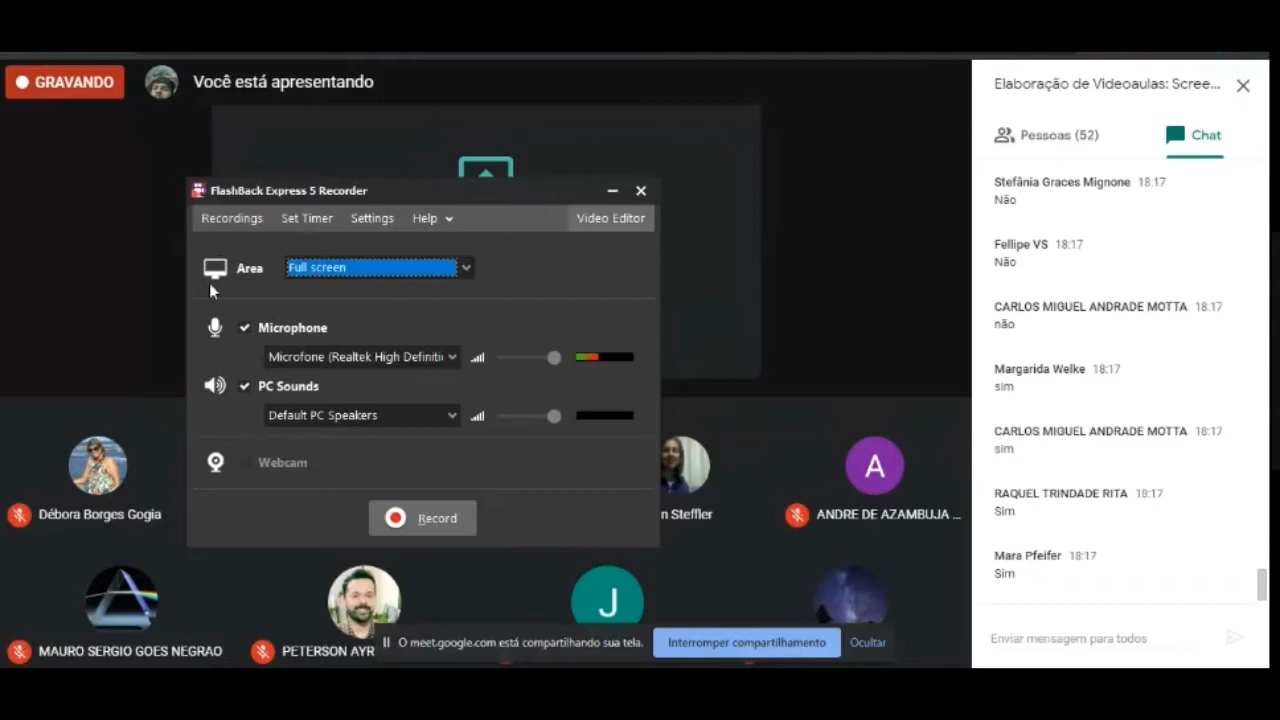 GRAVANDO
Você está apresentando
FlashBack Express 5 Recorder
Recordings Set Timer Settings Help Video Editor
Area Full screen
Microphone
Microfone (Realtek High Definiti
PC Sounds
Default PC Speakers
Webcam
Record
Débora Borges Gogia
n Steffler
A
ANDRE DE AZAMBUJA ...
MAURO SERGIO GOES NEGRAO
PETERSON AYR
J
O meet.google.com está compartilhando sua tela.
Interromper compartilhamento
Ocultar
Elaboração de Videoaulas: Scree...
Pessoas (52)
Chat
Stefânia Graces Mignone 18:17
Não
Fellipe VS 18:17
Não
CARLOS MIGUEL ANDRADE MOTTA 18:17
não
Margarida Welke 18:17
sim
CARLOS MIGUEL ANDRADE MOTTA 18:17
sim
RAQUEL TRINDADE RITA 18:17
Sim
Mara Pfeifer 18:17
Sim
Enviar mensagem para todos